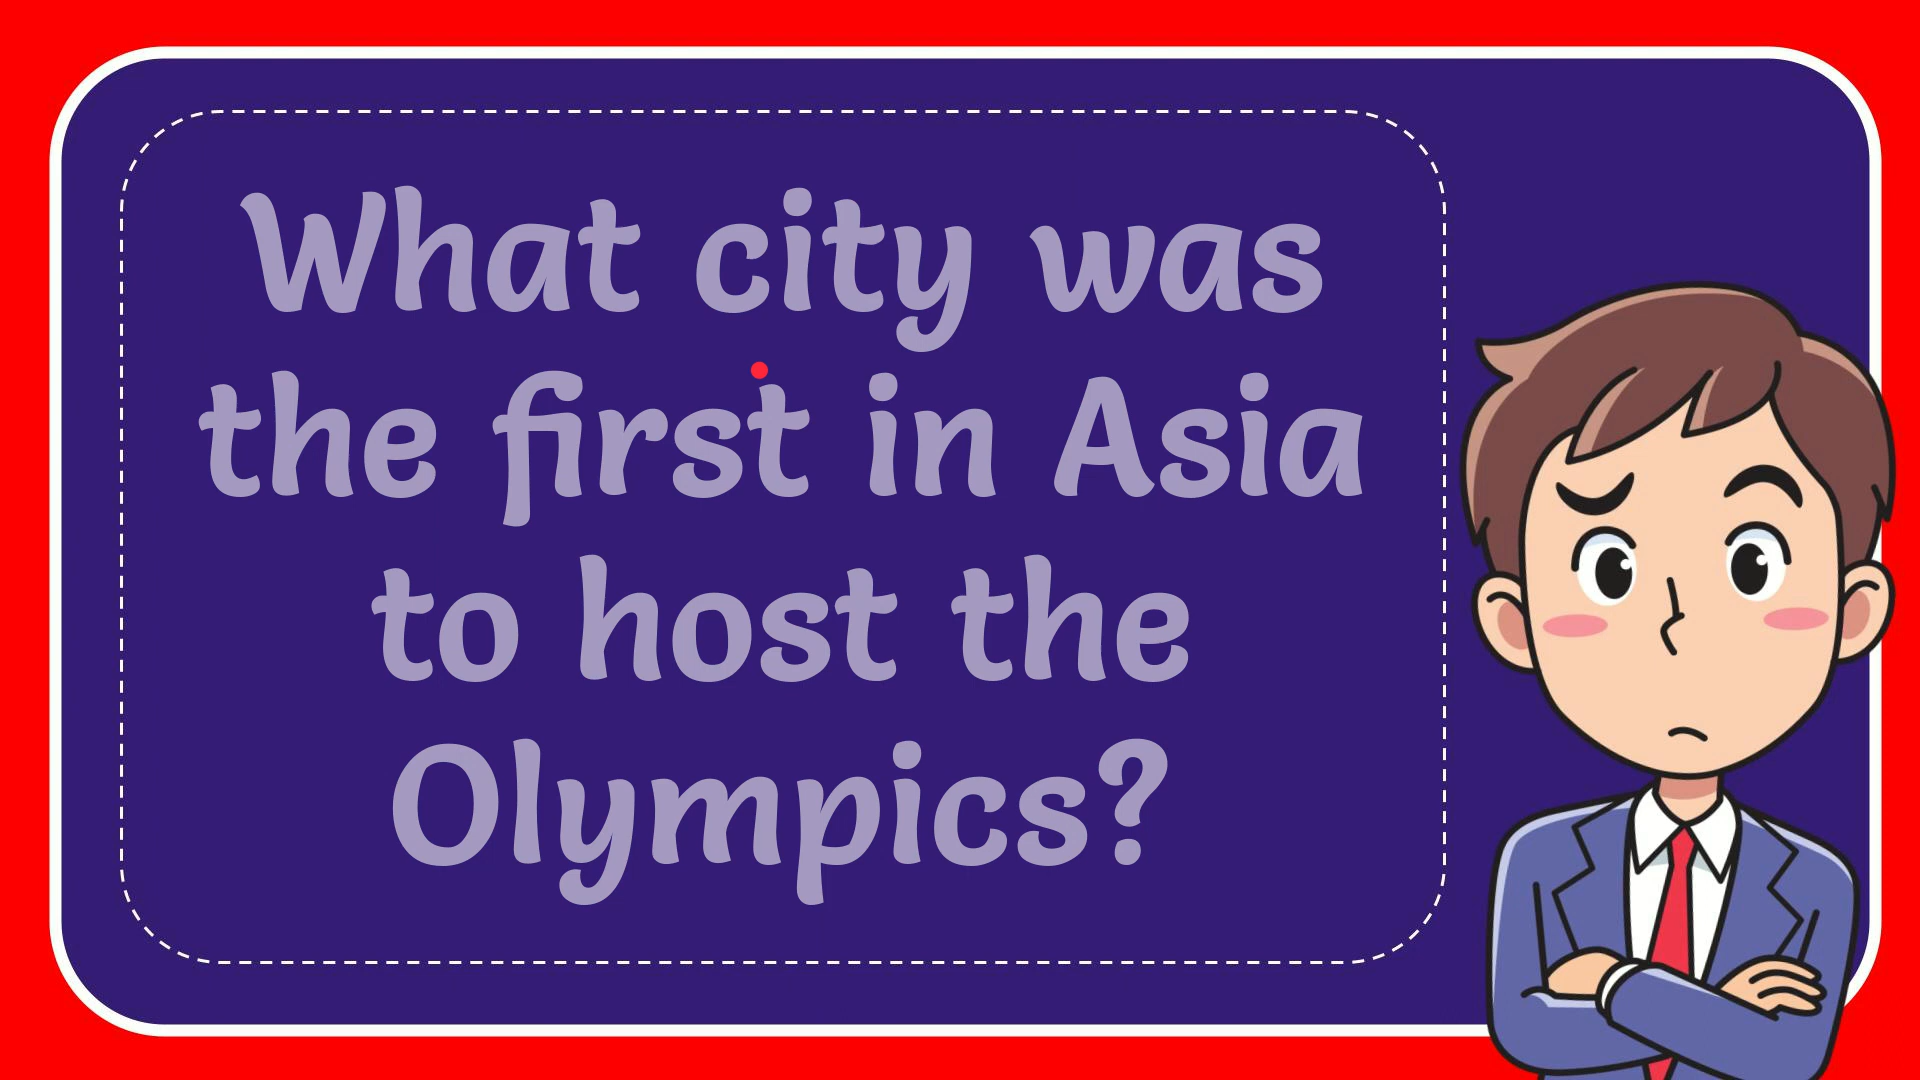 What city was
the first in Asia
to host the
Olympics?